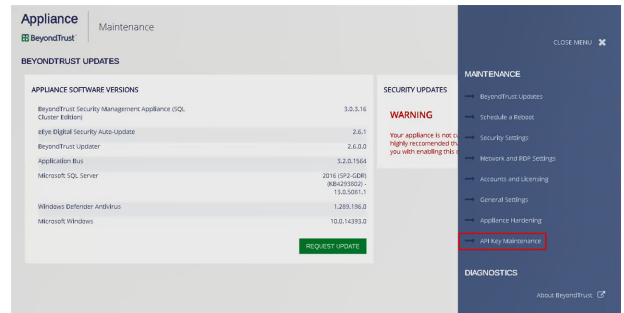 Appliance
BeyondTrust
Maintenance
CLOSE MENU
BEYONDTRUST UPDATES
APPLIANCE SOFTWARE VERSIONS
BeyondTrust Security Management Appliance (SQL
Cluster Edition)
3.0.3.16
eEye Digital Security Auto-Update
2.6.1
BeyondTrust Updater
2.6.0.0
Application Bus
3.2.0.1564
Microsoft SQL Server
2016 (SP2-GDR)
(KB4293802) -
13.0.5081.1
Windows Defender Antivirus
1.289.196.0
Microsoft Windows
10.0.14393.0
REQUEST UPDATE
SECURITY UPDATES
WARNING
Your appliance is not cu
highly reccomended tha
you with enabling this
MAINTENANCE
BeyondTrust Updates
Schedule a Reboot
Security Settings
Network and RDP Settings
Accounts and Licensing
General Settings
Appliance Hardening
API Key Maintenance
DIAGNOSTICS
About BeyondTrust